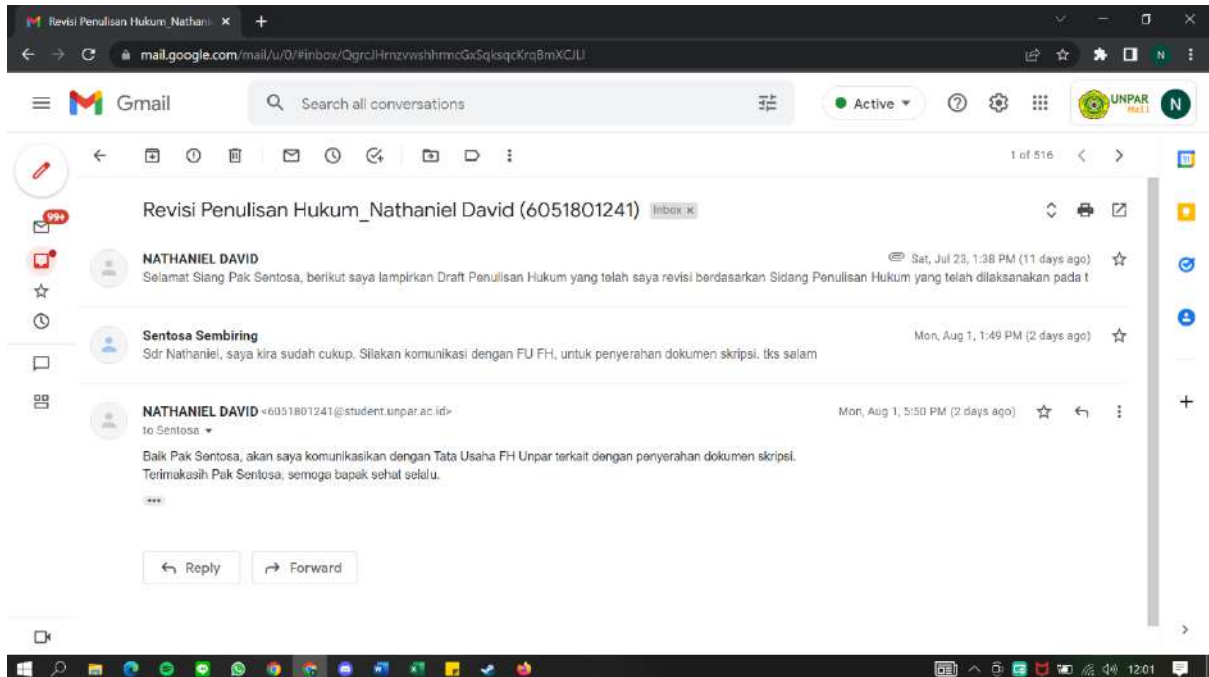 Revisi Penulisan Hukum_Nathani
mail.google.com/mail/u/0/#inbox/
Gmail
Search all conversations
Active
UNPAR
Mail
N
1 of 516
99+
Revisi Penulisan Hukum_Nathaniel David (6051801241) Inbox x
NATHANIEL DAVID Sat, Jul 23, 1:38 PM (11 days ago)
Selamat Siang Pak Sentosa, berikut saya lampirkan Draft Penulisan Hukum yang telah saya revisi berdasarkan Sidang Penulisan Hukum yang telah dilaksanakan pada t
Sentosa Sembiring Mon, Aug 1, 1:49 PM (2 days ago)
Sdr Nathaniel, saya kira sudah cukup. Silakan komunikasi dengan FU FH, untuk penyerahan dokumen skripsi. tks salam
NATHANIEL DAVID <6051801241@student.unpar.ac.id> Mon, Aug 1, 5:50 PM (2 days ago)
to Sentosa
Baik Pak Sentosa, akan saya komunikasikan dengan Tata Usaha FH Unpar terkait dengan penyerahan dokumen skripsi.
Terimakasih Pak Sentosa, semoga bapak sehat selalu.
Reply Forward
12:01